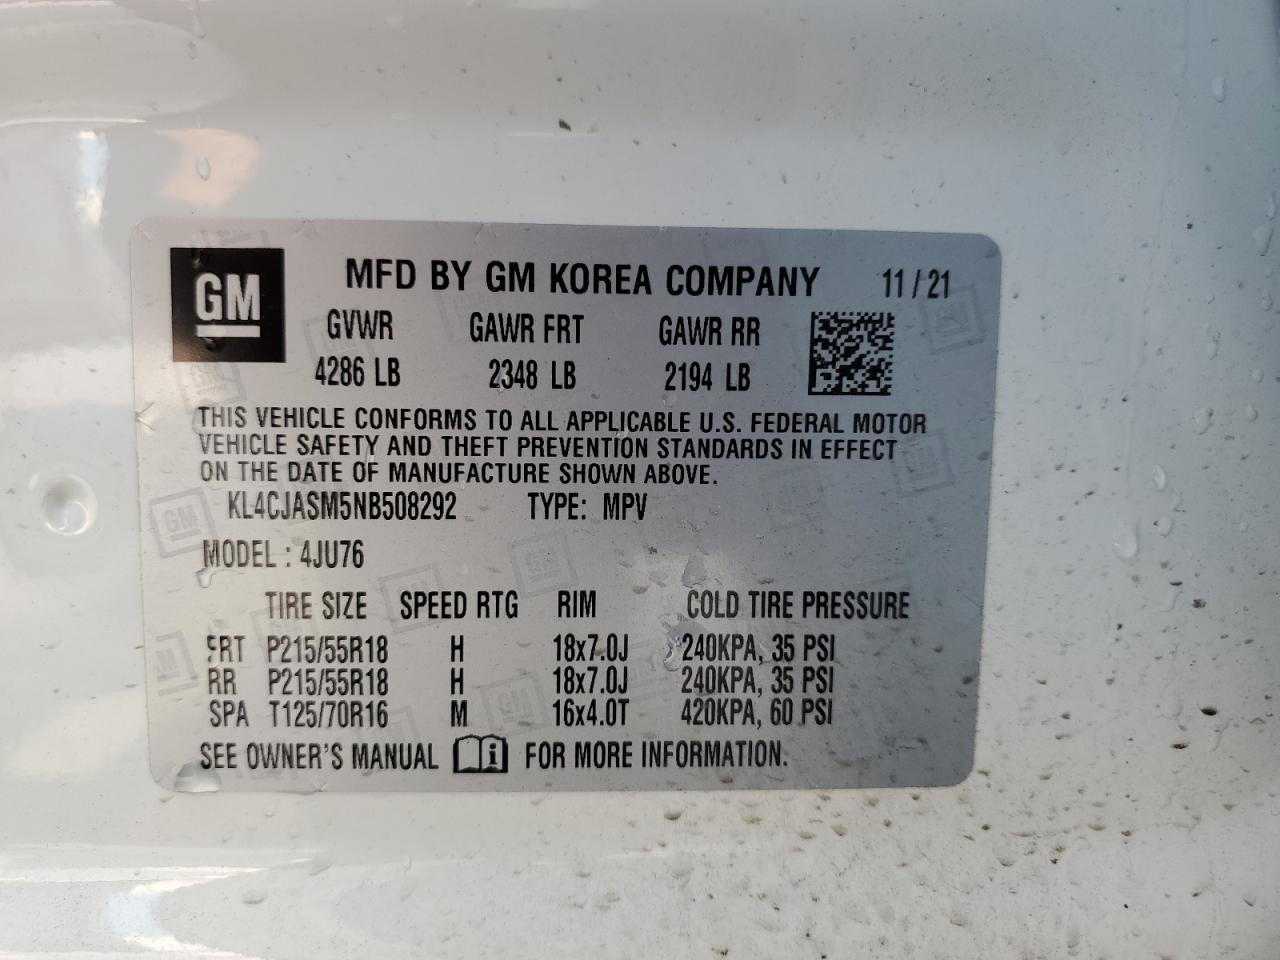 GM
MFD BY GM KOREA COMPANY 11/21
GVWR GAWR FRT GAWR RR
4286 LB 2348 LB 2194 LB
THIS VEHICLE CONFORMS TO ALL APPLICABLE U.S. FEDERAL MOTOR
VEHICLE SAFETY AND THEFT PREVENTION STANDARDS IN EFFECT
ON THE DATE OF MANUFACTURE SHOWN ABOVE.
KL4CJASM5NB508292 TYPE: MPV
MODEL : 4JU76
TIRE SIZE SPEED RTG RIM COLD TIRE PRESSURE
FRT P215/55R18 H 18x7.0J 240KPA, 35 PSI
RR P215/55R18 H 18x7.0J 240KPA, 35 PSI
SPA T125/70R16 M 16x4.0T 420KPA, 60 PSI
SEE OWNER'S MANUAL i FOR MORE INFORMATION.